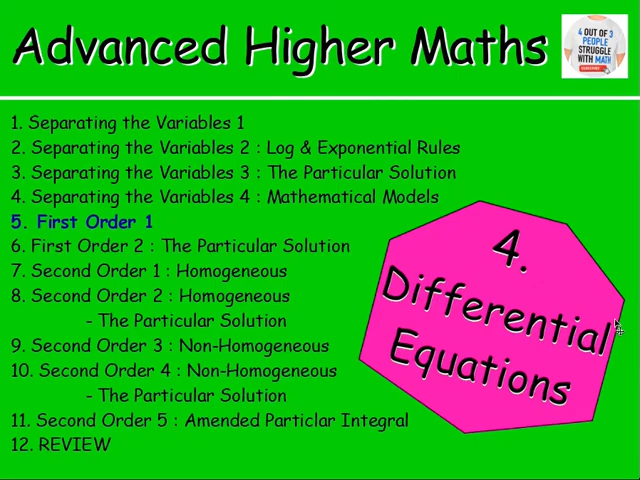 Advanced Higher Maths
4 OUT OF 3
PEOPLE
STRUGGLE
WITH MATH
1. Separating the Variables 1
2. Separating the Variables 2 : Log & Exponential Rules
3. Separating the Variables 3 : The Particular Solution
4. Separating the Variables 4 : Mathematical Models
5. First Order 1
6. First Order 2 : The Particular Solution
7. Second Order 1 : Homogeneous
8. Second Order 2 : Homogeneous
- The Particular Solution
9. Second Order 3 : Non-Homogeneous
10. Second Order 4 : Non-Homogeneous
- The Particular Solution
11. Second Order 5 : Amended Particlar Integral
12. REVIEW
4.
Differential
Equations